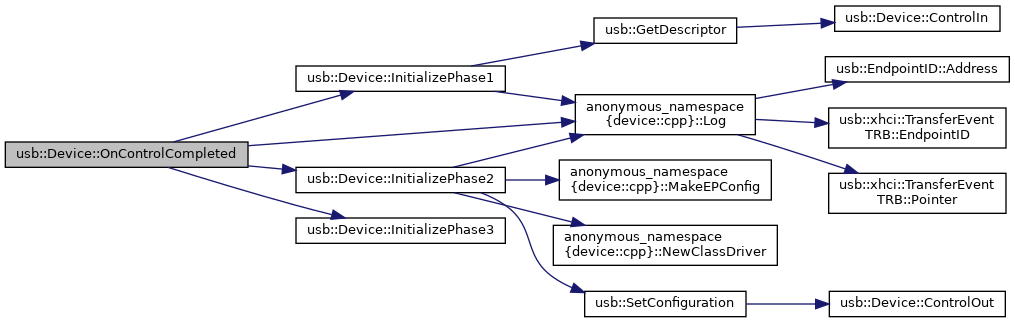 usb::Device::OnControlCompleted
usb::Device::InitializePhase1
usb::Device::InitializePhase2
usb::Device::InitializePhase3
usb::GetDescriptor
anonymous_namespace
{device::cpp}::Log
anonymous_namespace
{device::cpp}::MakeEPConfig
anonymous_namespace
{device::cpp}::NewClassDriver
usb::SetConfiguration
usb::Device::ControlIn
usb::EndpointID::Address
usb::xhci::TransferEvent
TRB::EndpointID
usb::xhci::TransferEvent
TRB::Pointer
usb::Device::ControlOut